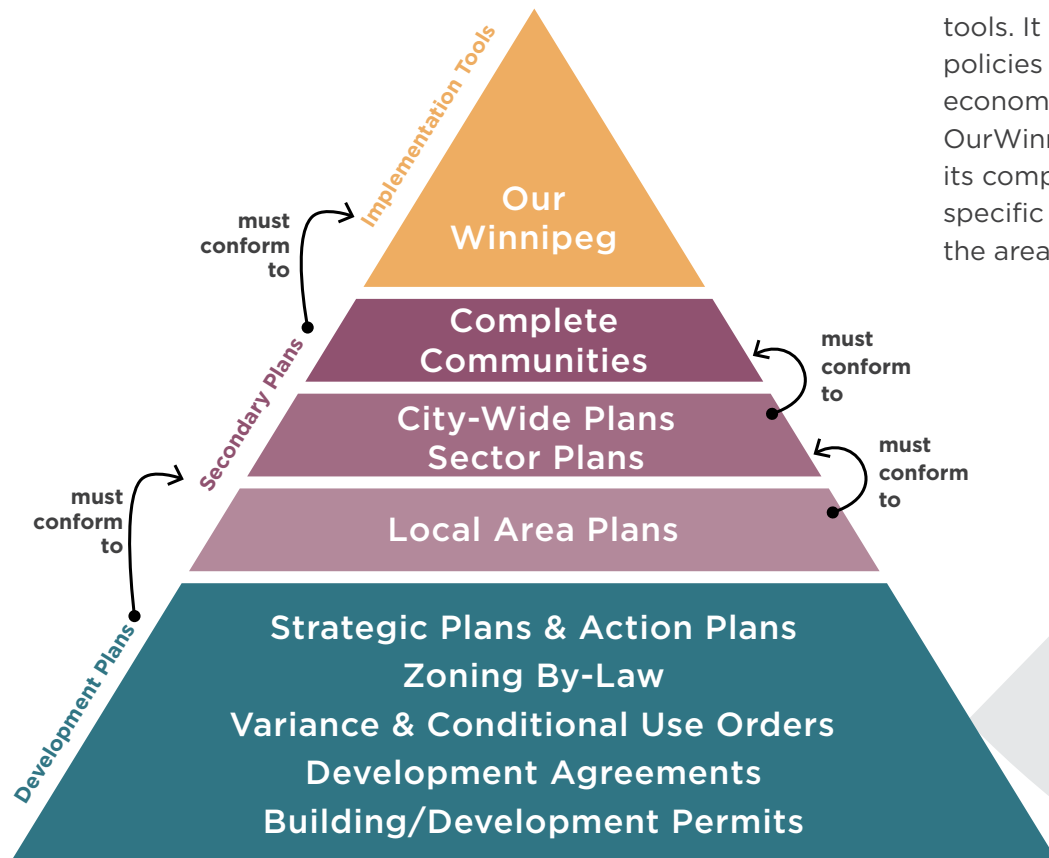 tools. It
policies
econom
OurWinn
its comp
specific
the area
Implementation Tools
must
conform
to
Our
Winnipeg
Secondary Plans
Complete
Communities
must
conform
to
City-Wide Plans
Sector Plans
must
conform
to
Local Area Plans
must
conform
to
Development Plans
Strategic Plans & Action Plans
Zoning By-Law
Variance & Conditional Use Orders
Development Agreements
Building/Development Permits